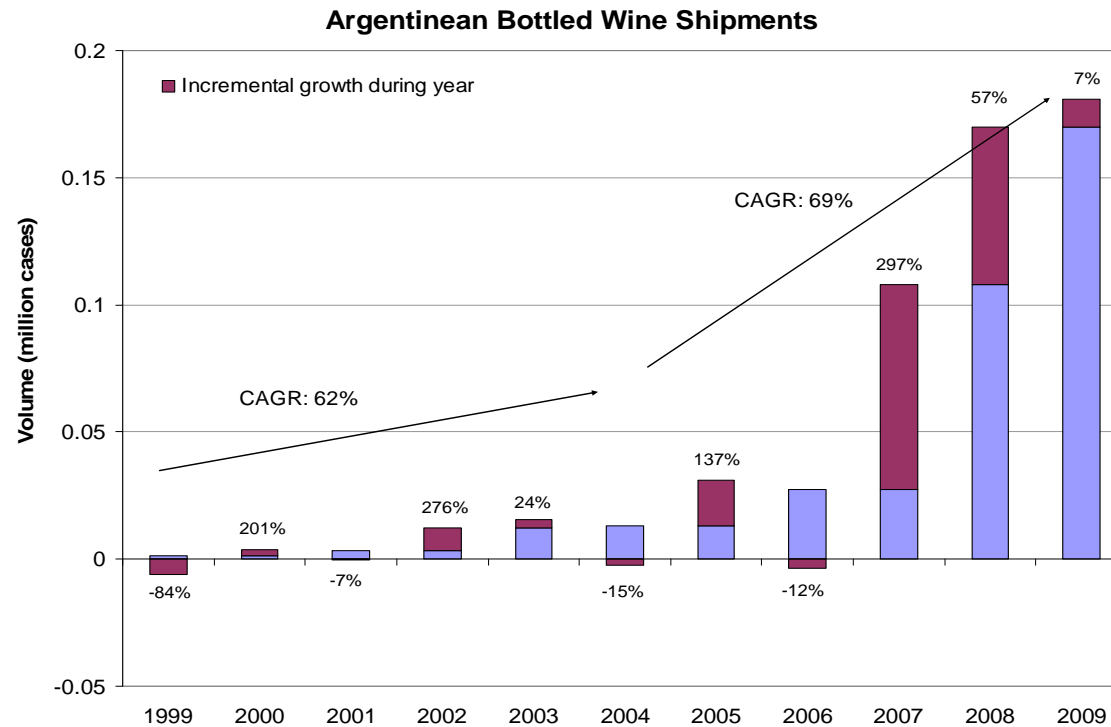 Argentinean Bottled Wine Shipments
0.2
0.15
0.1
0.05
0
-0.05
Volume (million cases)
Incremental growth during year
CAGR: 62%
CAGR: 69%
-84%
201%
-7%
276%
24%
-15%
137%
-12%
297%
57%
7%
1999 2000 2001 2002 2003 2004 2005 2006 2007 2008 2009